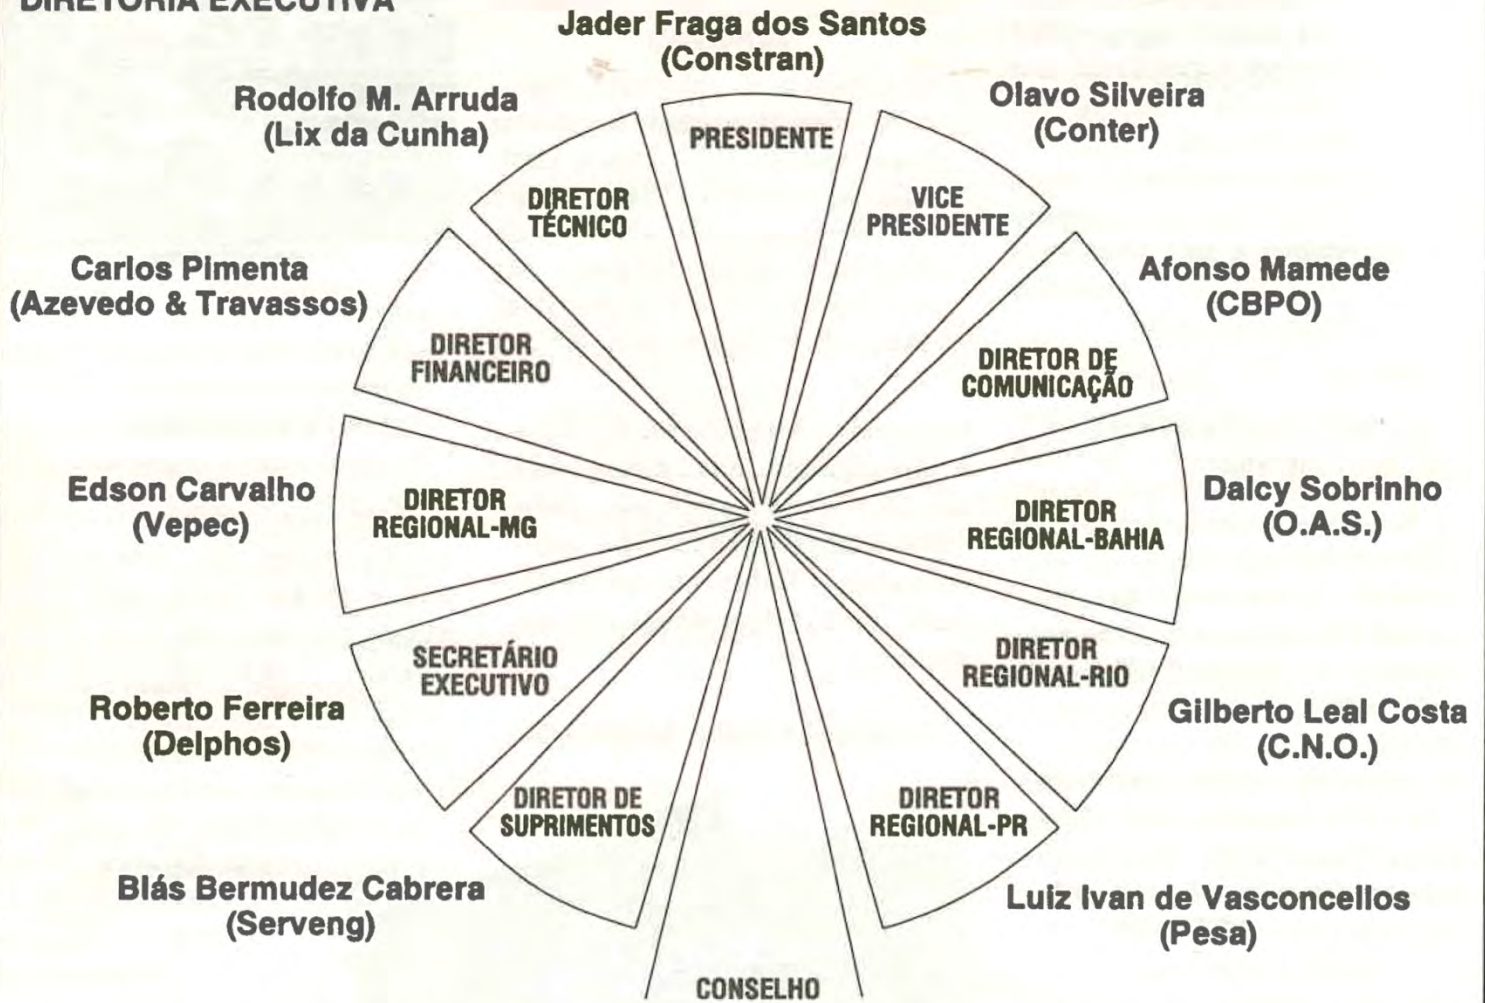 DIRETORIA EXECUTIVA
Jader Fraga dos Santos
(Constran)
PRESIDENTE
Olavo Silveira
(Conter)
VICE
PRESIDENTE
Afonso Mamede
(CBPO)
DIRETOR DE
COMUNICAÇÃO
Dalcy Sobrinho
(O.A.S.)
DIRETOR
REGIONAL-BAHIA
Gilberto Leal Costa
(C.N.O.)
DIRETOR
REGIONAL-RIO
Luiz Ivan de Vasconcellos
(Pesa)
DIRETOR
REGIONAL-PR
CONSELHO
Blás Bermudez Cabrera
(Serveng)
DIRETOR DE
SUPRIMENTOS
Roberto Ferreira
(Delphos)
SECRETÁRIO
EXECUTIVO
Edson Carvalho
(Vepec)
DIRETOR
REGIONAL-MG
Carlos Pimenta
(Azevedo & Travassos)
DIRETOR
FINANCEIRO
Rodolfo M. Arruda
(Lix da Cunha)
DIRETOR
TÉCNICO